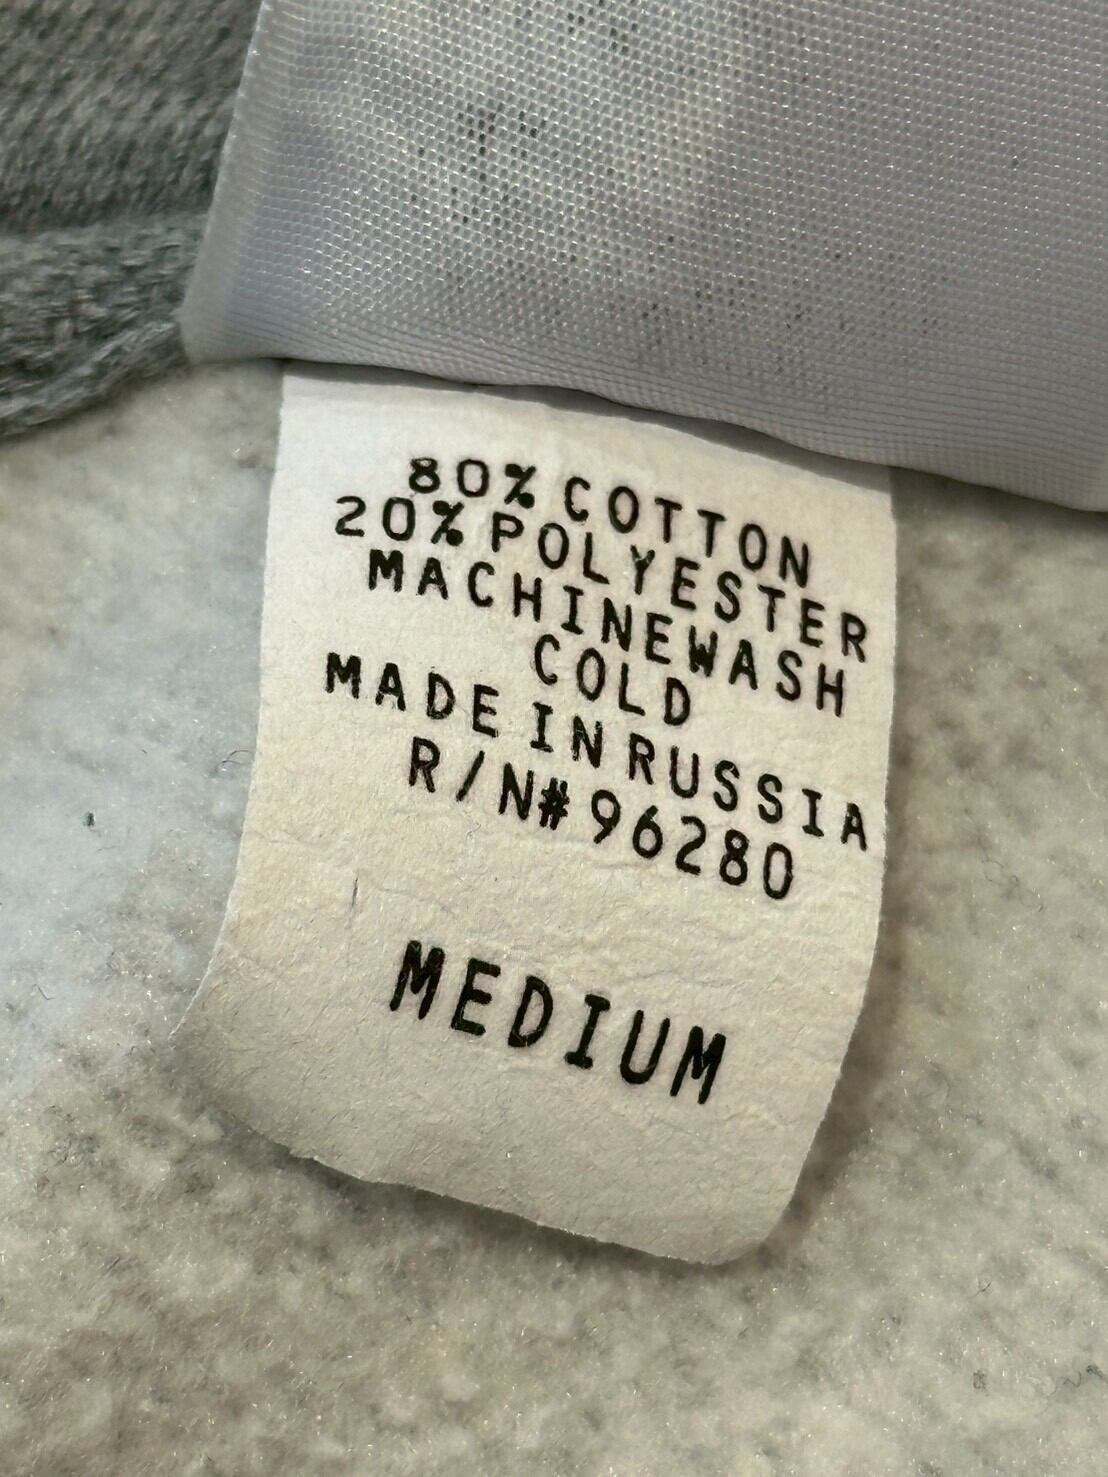 80% COTTON
20% POLYESTER
MACHINEWASH
COLD
MADE IN RUSSIA
R/N# 96280
MEDIUM